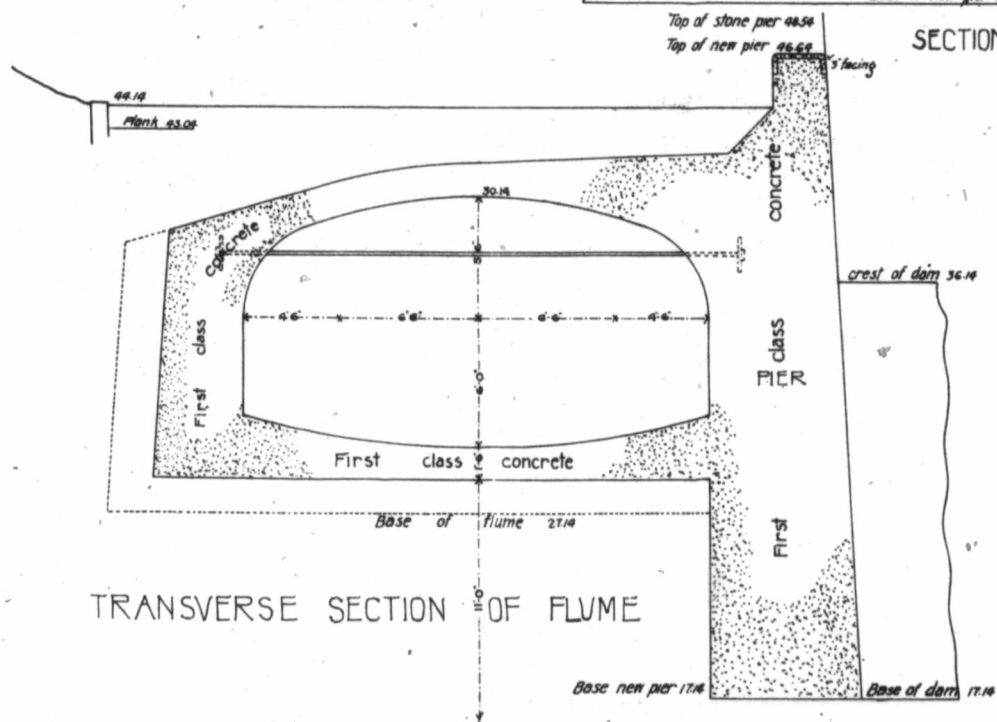 Top of stone pier 48.54
SECTION
Top of new pier 46.64
3" facing
44.14
Plank 43.04
concrete
30.14
concrete
crest of dam 36.14
4'6"
6'6"
6'6"
4'6"
First class
class
PIER
First class concrete
First
Base of flume 27.14
TRANSVERSE SECTION OF FLUME
11'0"
Base new pier 17.14
Base of dam 17.14